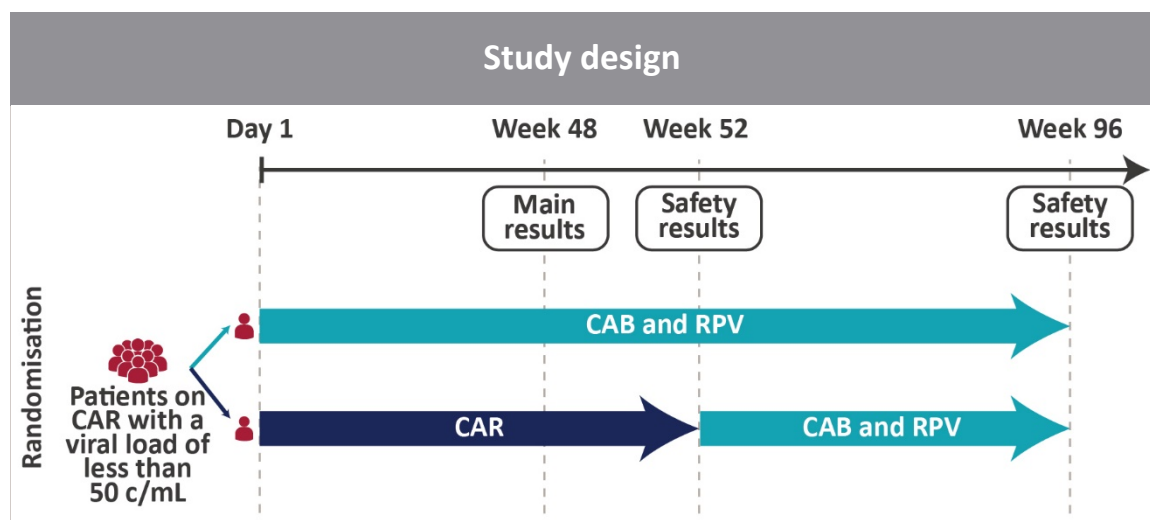 Study design
Day 1
Week 48
Week 52
Week 96
Main
results
Safety
results
Safety
results
Randomisation
Patients on
CAR with a
viral load of
less than
50 c/mL
CAB and RPV
CAR
CAB and RPV